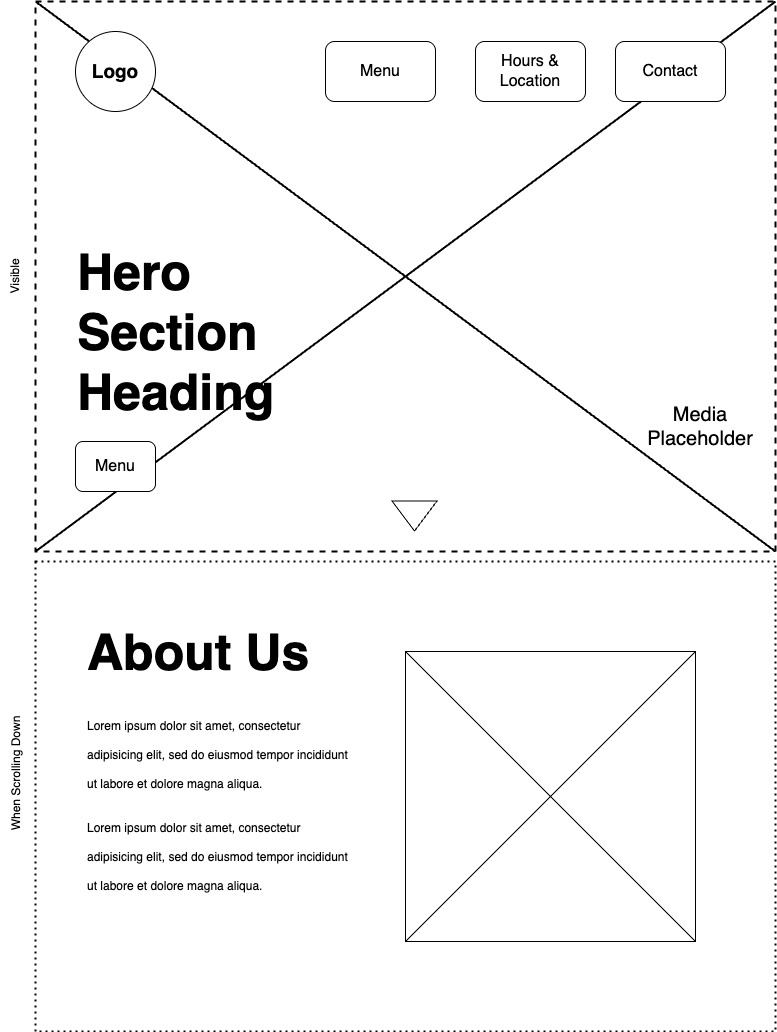 Logo
Menu
Hours &
Location
Contact
Visible
Hero
Section
Heading
Media
Placeholder
Menu
About Us
When Scrolling Down
Lorem ipsum dolor sit amet, consectetur
adipisicing elit, sed do eiusmod tempor incididunt
ut labore et dolore magna aliqua.
Lorem ipsum dolor sit amet, consectetur
adipisicing elit, sed do eiusmod tempor incididunt
ut labore et dolore magna aliqua.